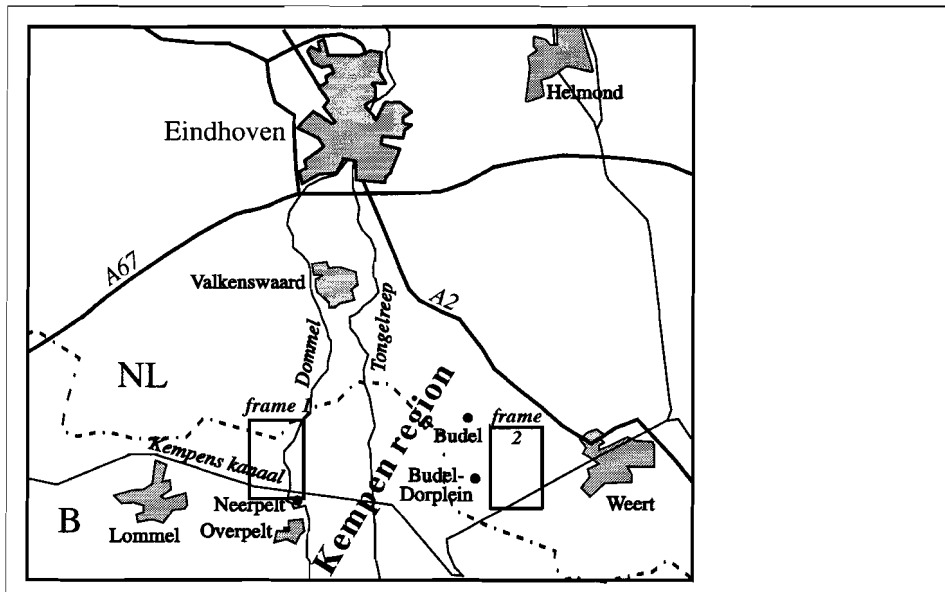 Helmond
Eindhoven
A67
Valkenswaard
A2
Dommel
Tongelreep
NL
Kempen region
frame 1
Budel
frame
2
Kempens kanaal
Budel-
Dorplein
Neerpelt
B
Lommel
Overpelt
Weert